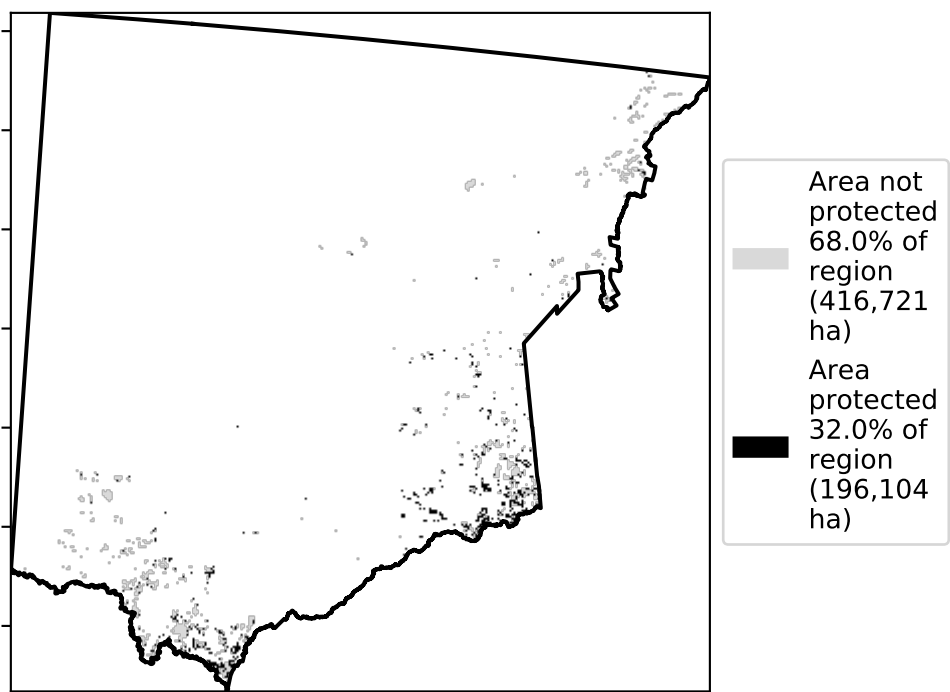 Area not
protected
68.0% of
region
(416,721
ha)
Area
protected
32.0% of
region
(196,104
ha)